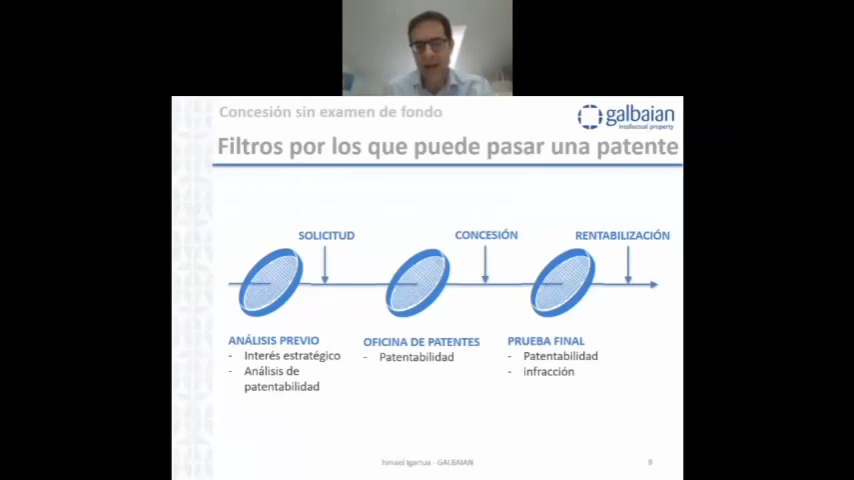 Concesión sin examen de fondo
galbaian
intellectual property
Filtros por los que puede pasar una patente
SOLICITUD
CONCESIÓN
RENTABILIZACIÓN
ANÁLISIS PREVIO
- Interés estratégico
- Análisis de
patentabilidad
OFICINA DE PATENTES
- Patentabilidad
PRUEBA FINAL
- Patentabilidad
- infracción
Ismael Igartua - GALBAIAN
9